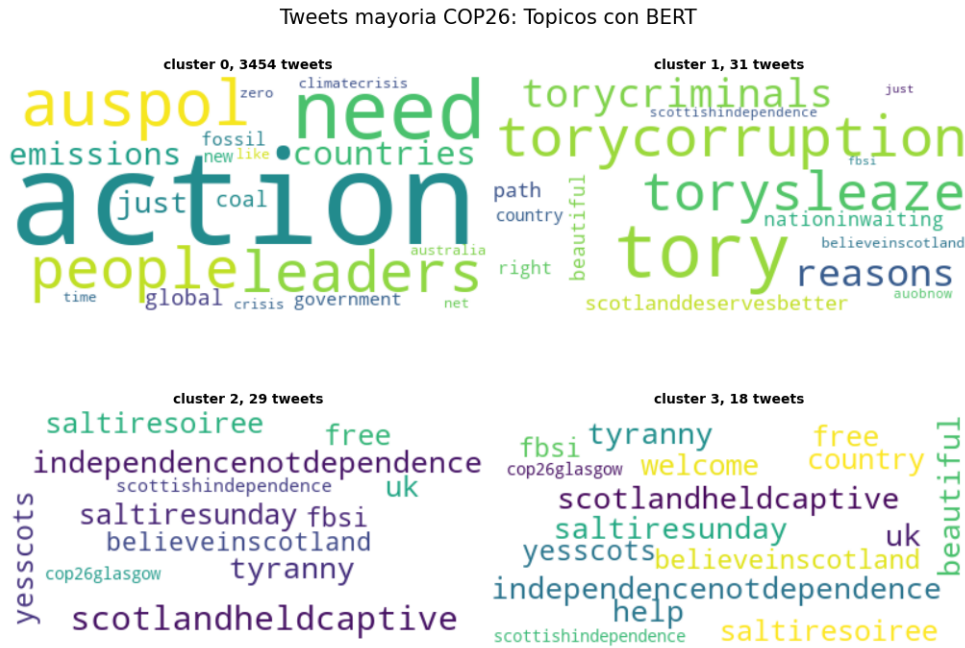 Tweets mayoria COP26: Topicos con BERT
cluster 0, 3454 tweets
climatecrisis
auspol
zero
need
fossil
emissions
new
like
countries
action
just
coal
australia
people
leaders
time
global
crisis
government
net
cluster 1, 31 tweets
torycriminals
just
scottishindependence
torycorruption
fbsi
path
beautiful
torysleaze
country
nationinwaiting
tory
believeinscotland
right
reasons
auobnow
scotlanddeservesbetter
cluster 2, 29 tweets
saltiresoiree
free
independencenotdependence
scottishindependence
uk
yesscots
saltiresunday
fbsi
believeinscotland
cop26glasgow
tyranny
scotlandheldcaptive
cluster 3, 18 tweets
tyranny
free
beautiful
fbsi
country
cop26glasgow
welcome
scotlandheldcaptive
saltiresunday
uk
yesscots
believeinscotland
independencenotdependence
help
scottishindependence
saltiresoiree